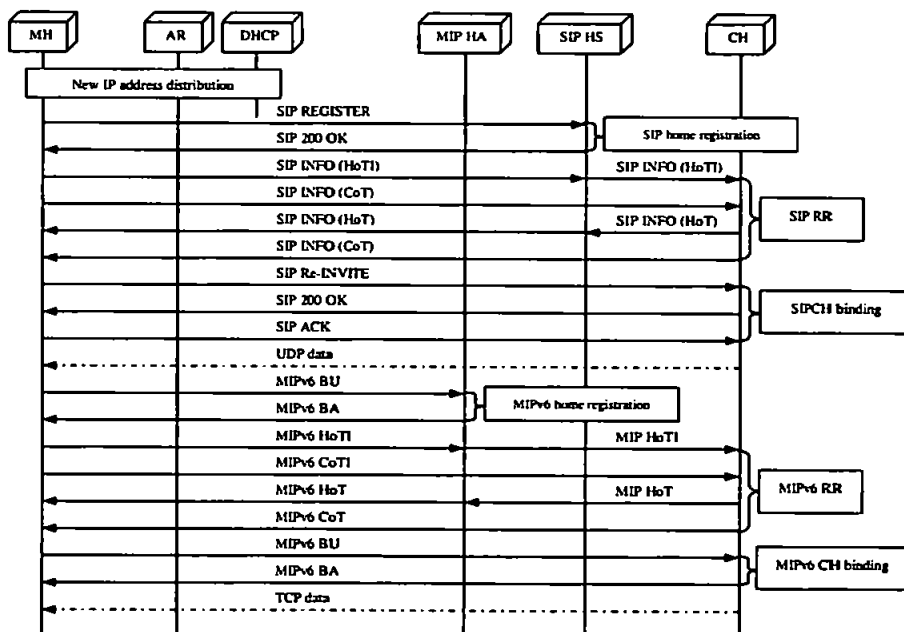 MH AR DHCP MIP HA SIP HS CH
New IP address distribution
SIP REGISTER
SIP 200 OK
SIP home registration
SIP INFO (HoTI) SIP INFO (HoTI)
SIP INFO (CoT)
SIP INFO (HoT) SIP INFO (HoT)
SIP RR
SIP INFO (CoT)
SIP Re-INVITE
SIP 200 OK
SIPCH binding
SIP ACK
UDP data
MIPv6 BU
MIPv6 BA
MIPv6 home registration
MIPv6 HoTI MIP HoTI
MIPv6 CoTI
MIPv6 HoT MIP HoT
MIPv6 RR
MIPv6 CoT
MIPv6 BU
MIPv6 CH binding
MIPv6 BA
TCP data